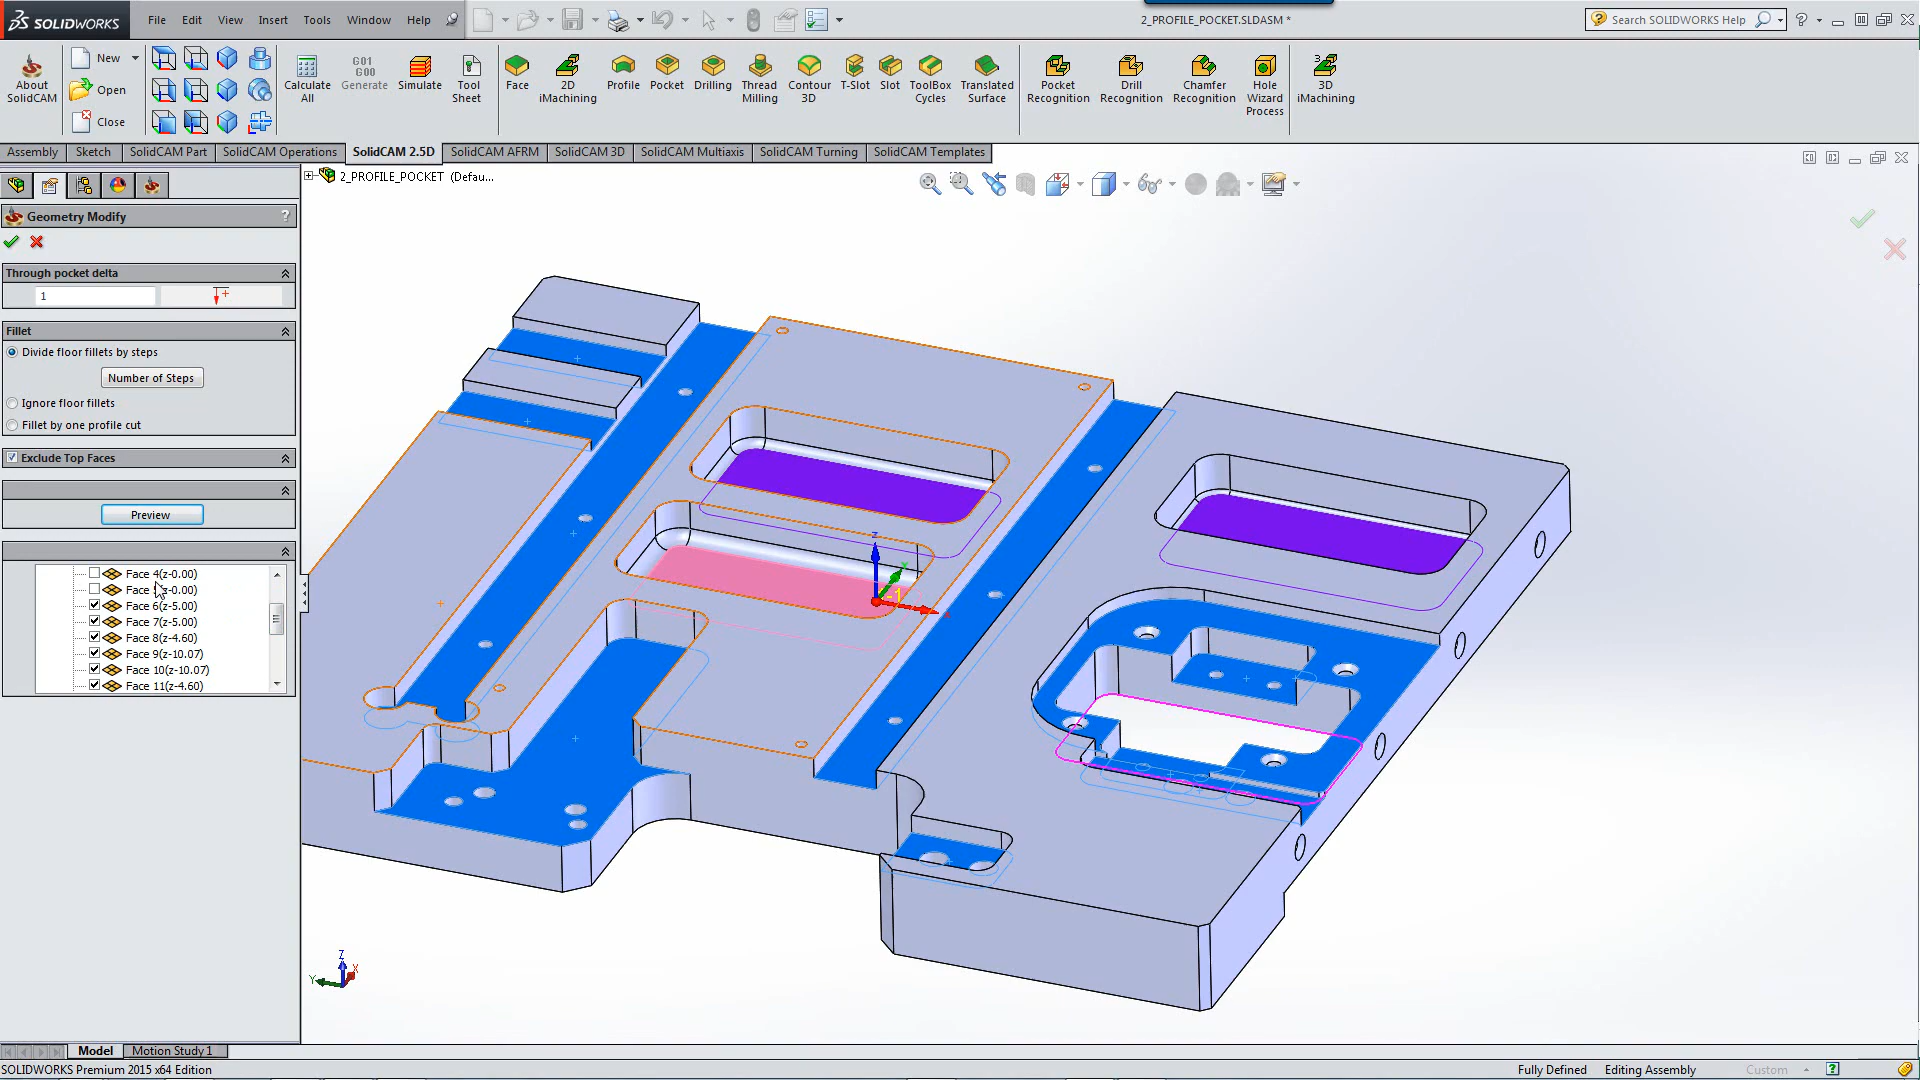 SOLIDWORKS
File Edit View Insert Tools Window Help
2_PROFILE_POCKET.SLDASM *
Search SOLIDWORKS Help
About SolidCAM
New
Open
Close
Calculate All
G01 G00 Generate
Simulate
Tool Sheet
Face
2D iMachining
Profile
Pocket
Drilling
Thread Milling
Contour 3D
T-Slot
Slot
ToolBox Cycles
Translated Surface
Pocket Recognition
Drill Recognition
Chamfer Recognition
Hole Wizard Process
3D iMachining
Assembly Sketch SolidCAM Part SolidCAM Operations SolidCAM 2.5D SolidCAM AFRM SolidCAM 3D SolidCAM Multiaxis SolidCAM Turning SolidCAM Templates
2_PROFILE_POCKET (Defau...
Geometry Modify ?
Through pocket delta
1
Fillet
Divide floor fillets by steps
Number of Steps
Ignore floor fillets
Fillet by one profile cut
Exclude Top Faces
Preview
Face 4(z-0.00)
Face z-0.00)
Face 6(z-5.00)
Face 7(z-5.00)
Face 8(z-4.60)
Face 9(z-10.07)
Face 10(z-10.07)
Face 11(z-4.60)
Z
-1
Z
Y
X
Model Motion Study 1
SOLIDWORKS Premium 2015 x64 Edition
Fully Defined Editing Assembly Custom ?